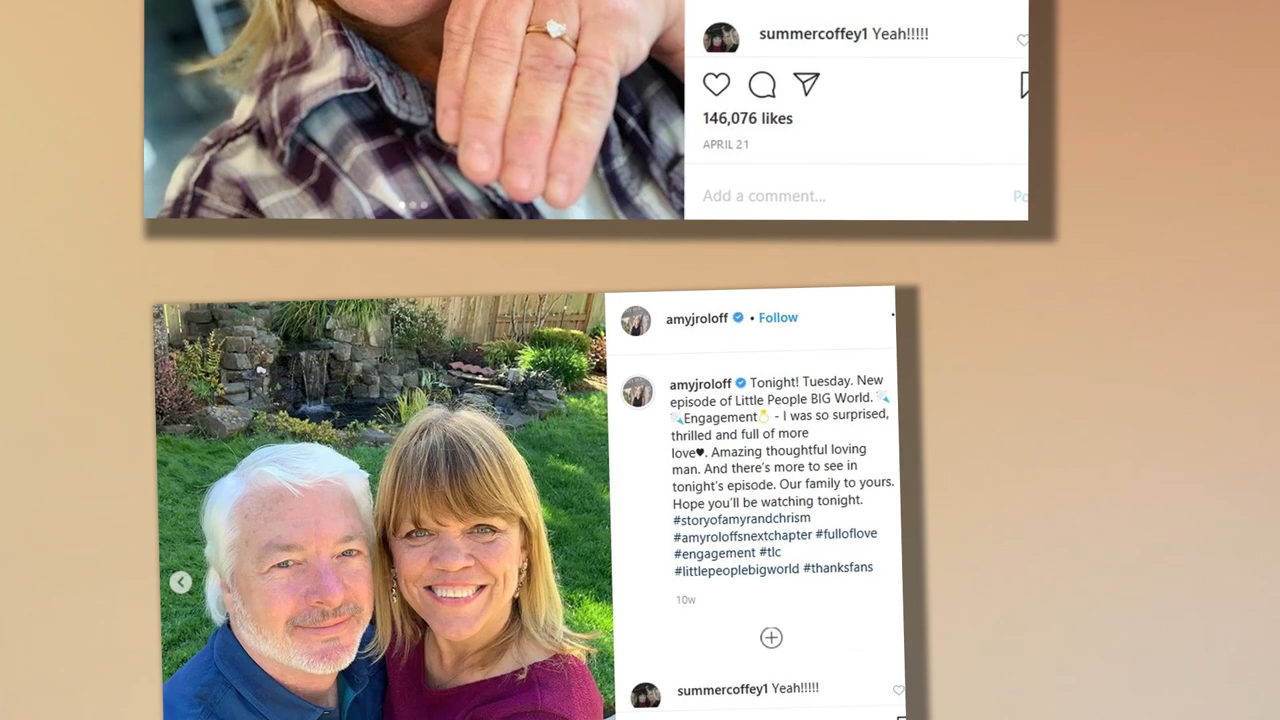 summercoffey1 Yeah!!!!!
146,076 likes
APRIL 21
Add a comment...
amyjroloff • Follow
amyjroloff Tonight! Tuesday. New
episode of Little People BIG World.
Engagement💍 - I was so surprised,
thrilled and full of more
love♥. Amazing thoughtful loving
man. And there's more to see in
tonight's episode. Our family to yours.
Hope you'll be watching tonight.
#storyofamyrandchrism
#amyroloffsnextchapter #fulloflove
#engagement #tlc
#littlepeoplebigworld #thanksfans
10w
summercoffey1 Yeah!!!!!